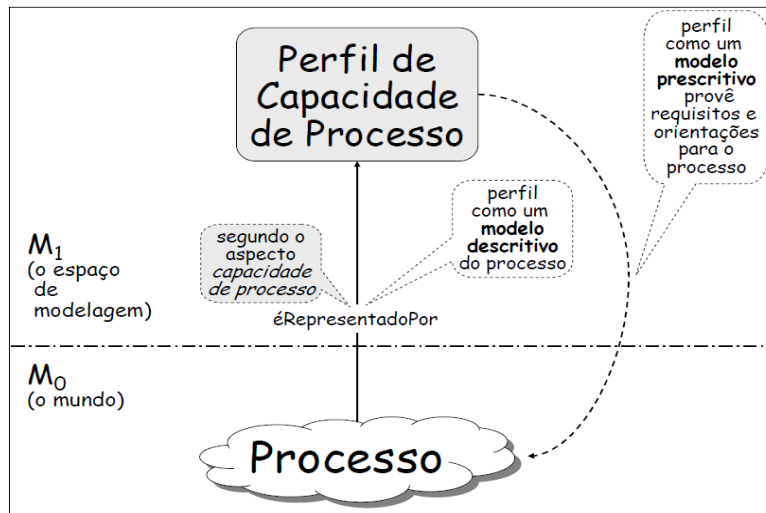 Perfil de
Capacidade
de Processo
perfil
como um
modelo
prescritivo
provê
requisitos e
orientações
para o
processo
perfil
como um
modelo
descritivo
do processo
segundo o
aspecto
capacidade
de processo
M1
(o espaço
de
modelagem)
éRepresentadoPor
M0
(o mundo)
Processo